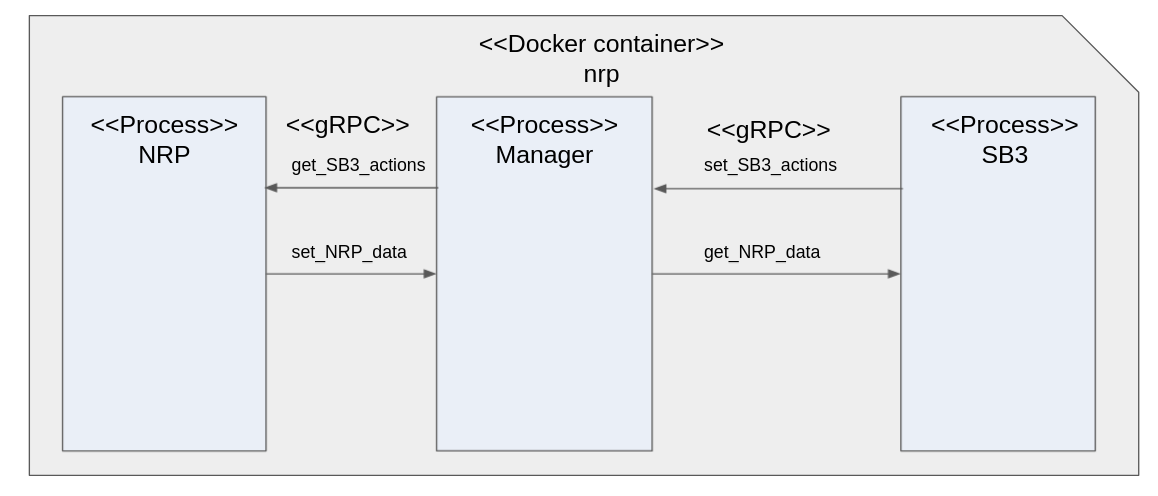 <<Docker container>>
nrp
<<Process>>
NRP
<<gRPC>>
get_SB3_actions
set_NRP_data
<<Process>>
Manager
<<gRPC>>
set_SB3_actions
get_NRP_data
<<Process>>
SB3